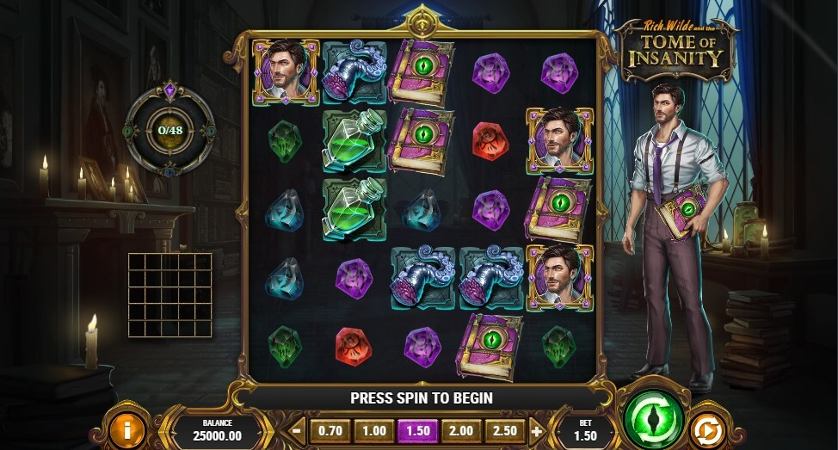 Rich Wilde and the
TOME OF
INSANITY
0/48
PRESS SPIN TO BEGIN
BALANCE
25000.00
- 0.70 1.00 1.50 2.00 2.50 +
BET
1.50
i